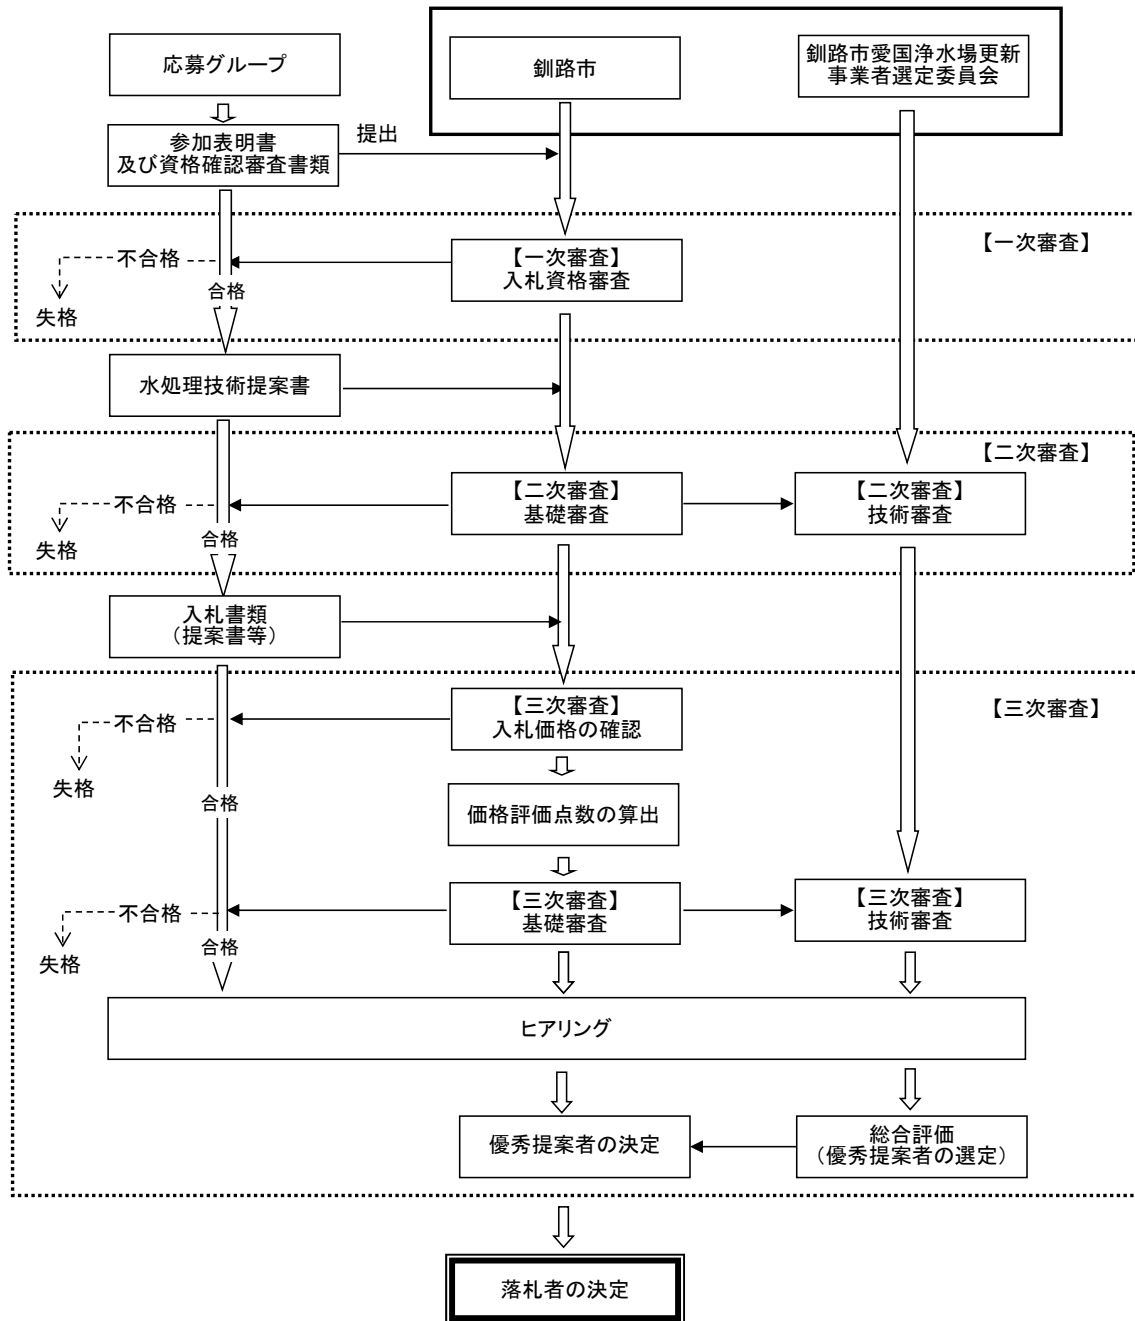 応募グループ
釧路市
釧路市愛国浄水場更新
事業者選定委員会
参加表明書
及び資格確認審査書類
提出
【一次審査】
不合格
【一次審査】
入札資格審査
合格
失格
水処理技術提案書
【二次審査】
不合格
【二次審査】
基礎審査
【二次審査】
技術審査
合格
失格
入札書類
（提案書等）
【三次審査】
不合格
【三次審査】
入札価格の確認
失格
合格
価格評価点数の算出
不合格
【三次審査】
基礎審査
【三次審査】
技術審査
合格
失格
ヒアリング
優秀提案者の決定
総合評価
（優秀提案者の選定）
落札者の決定